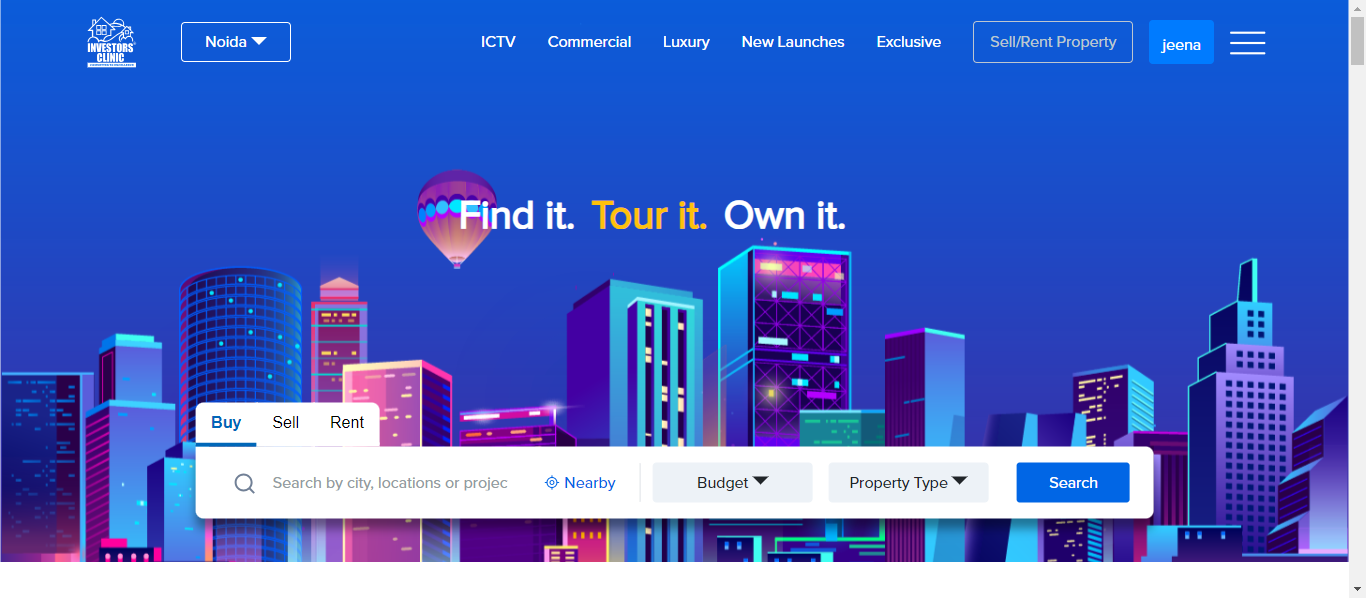 INVESTORS
CLINIC
Noida
ICTV Commercial Luxury New Launches Exclusive Sell/Rent Property jeena
Find it. Tour it. Own it.
Buy Sell Rent
Search by city, locations or projec Nearby Budget Property Type Search